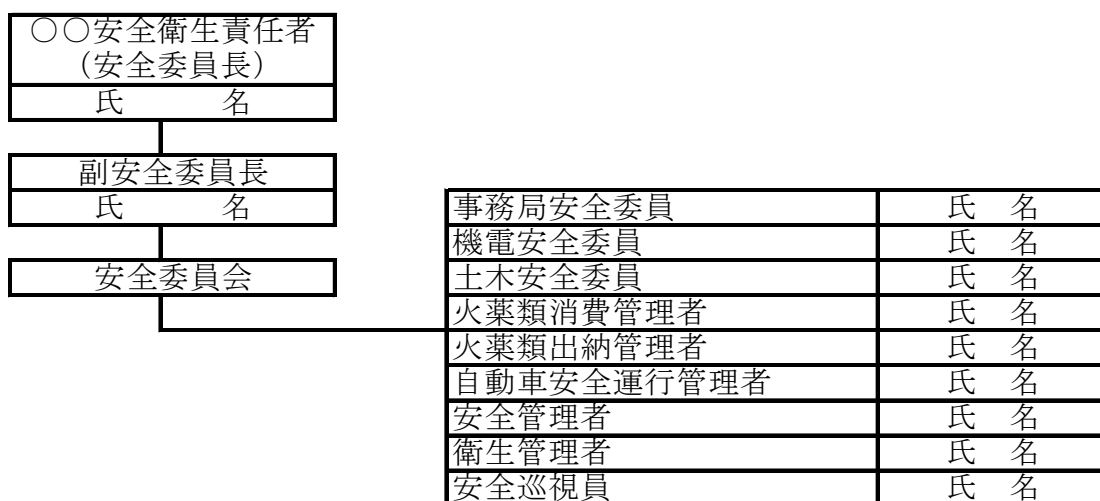 ○○安全衛生責任者
(安全委員長)
氏　　　名
副安全委員長
氏　　　名
安全委員会
事務局安全委員　氏　名
機電安全委員　氏　名
土木安全委員　氏　名
火薬類消費管理者　氏　名
火薬類出納管理者　氏　名
自動車安全運行管理者　氏　名
安全管理者　氏　名
衛生管理者　氏　名
安全巡視員　氏　名